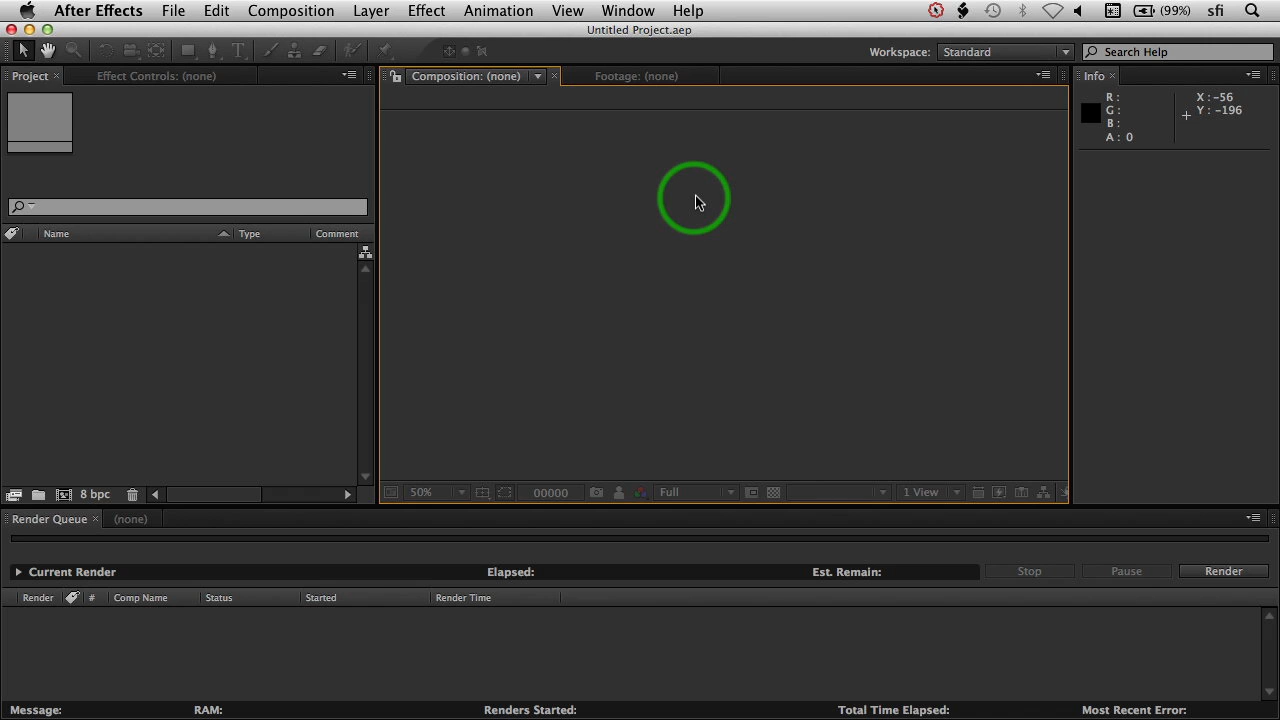 After Effects File Edit Composition Layer Effect Animation View Window Help (99%) sfi
Untitled Project.aep
T Workspace: Standard Search Help
Project Effect Controls: (none) Composition: (none) Footage: (none) Info
R: X: -56
G: Y: -196
B:
A: 0
Name Type Comment
8 bpc 50% 00000 Full 1 View
Render Queue (none)
Current Render Elapsed: Est. Remain: Stop Pause Render
Render # Comp Name Status Started Render Time
Message: RAM: Renders Started: Total Time Elapsed: Most Recent Error: